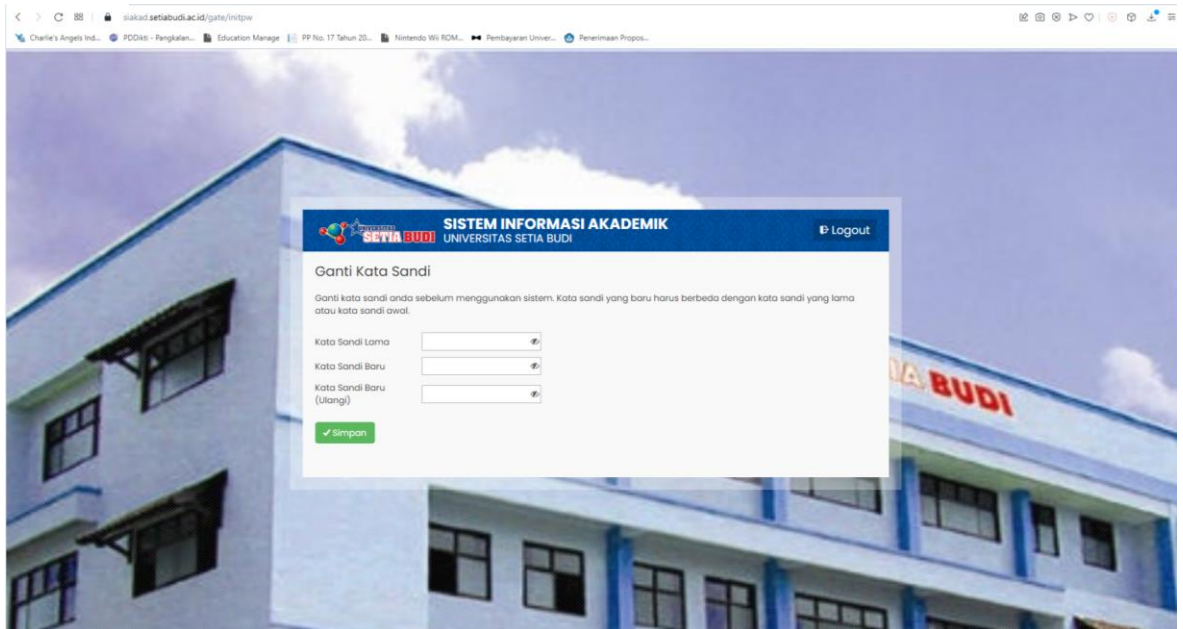 siakad.setiabudi.ac.id/gate/initpw
Charlie's Angels Ind... PDDikti - Pangkalan... Education Manage PP No. 17 Tahun 20... Nintendo Wii ROM... Pembayaran Univer... Penerimaan Propos...
UNIVERSITAS
SETIA BUDI
SISTEM INFORMASI AKADEMIK
UNIVERSITAS SETIA BUDI
Logout
Ganti Kata Sandi
Ganti kata sandi anda sebelum menggunakan sistem. Kata sandi yang baru harus berbeda dengan kata sandi yang lama
atau kata sandi awal.
Kata Sandi Lama
Kata Sandi Baru
Kata Sandi Baru
(Ulangi)
Simpan
IA BUDI